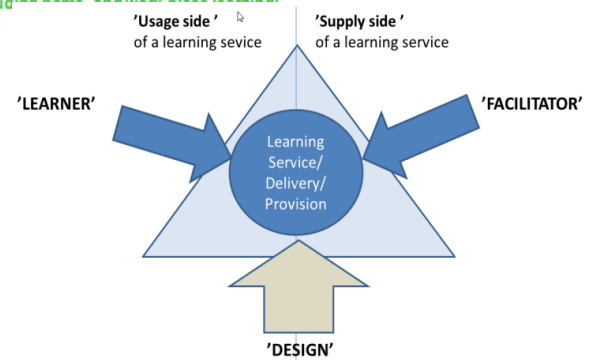 ’Usage side ’
of a learning sevice
’Supply side ’
of a learning service
’LEARNER’
’FACILITATOR’
Learning
Service/
Delivery/
Provision
’DESIGN’